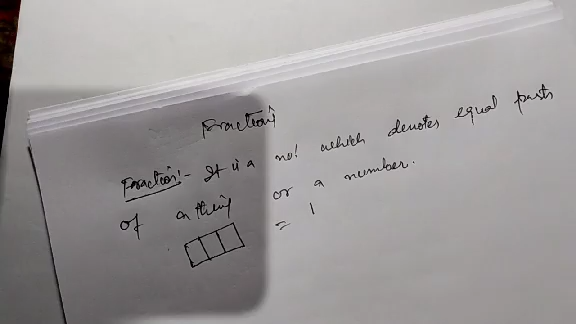 Fraction
Fraction:- It is a no! which denotes equal parts
of a thing or a number.
= 1